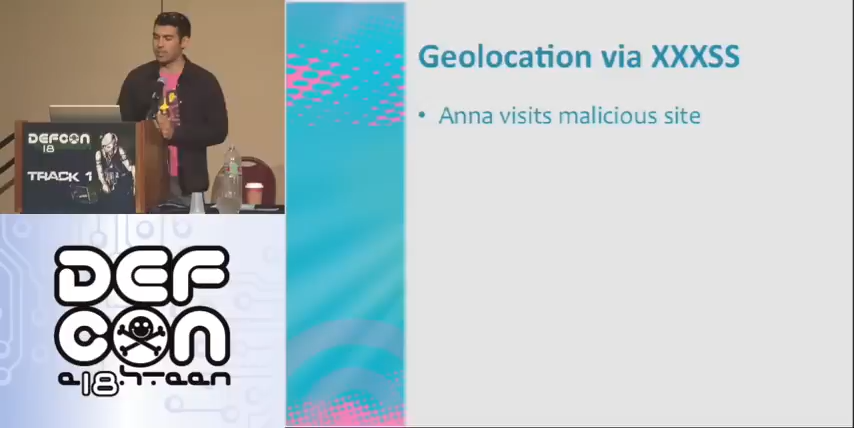 DEFCON
18
TRACK 1
DEF
CON
e18hteen
Geolocation via XXXSS
• Anna visits malicious site